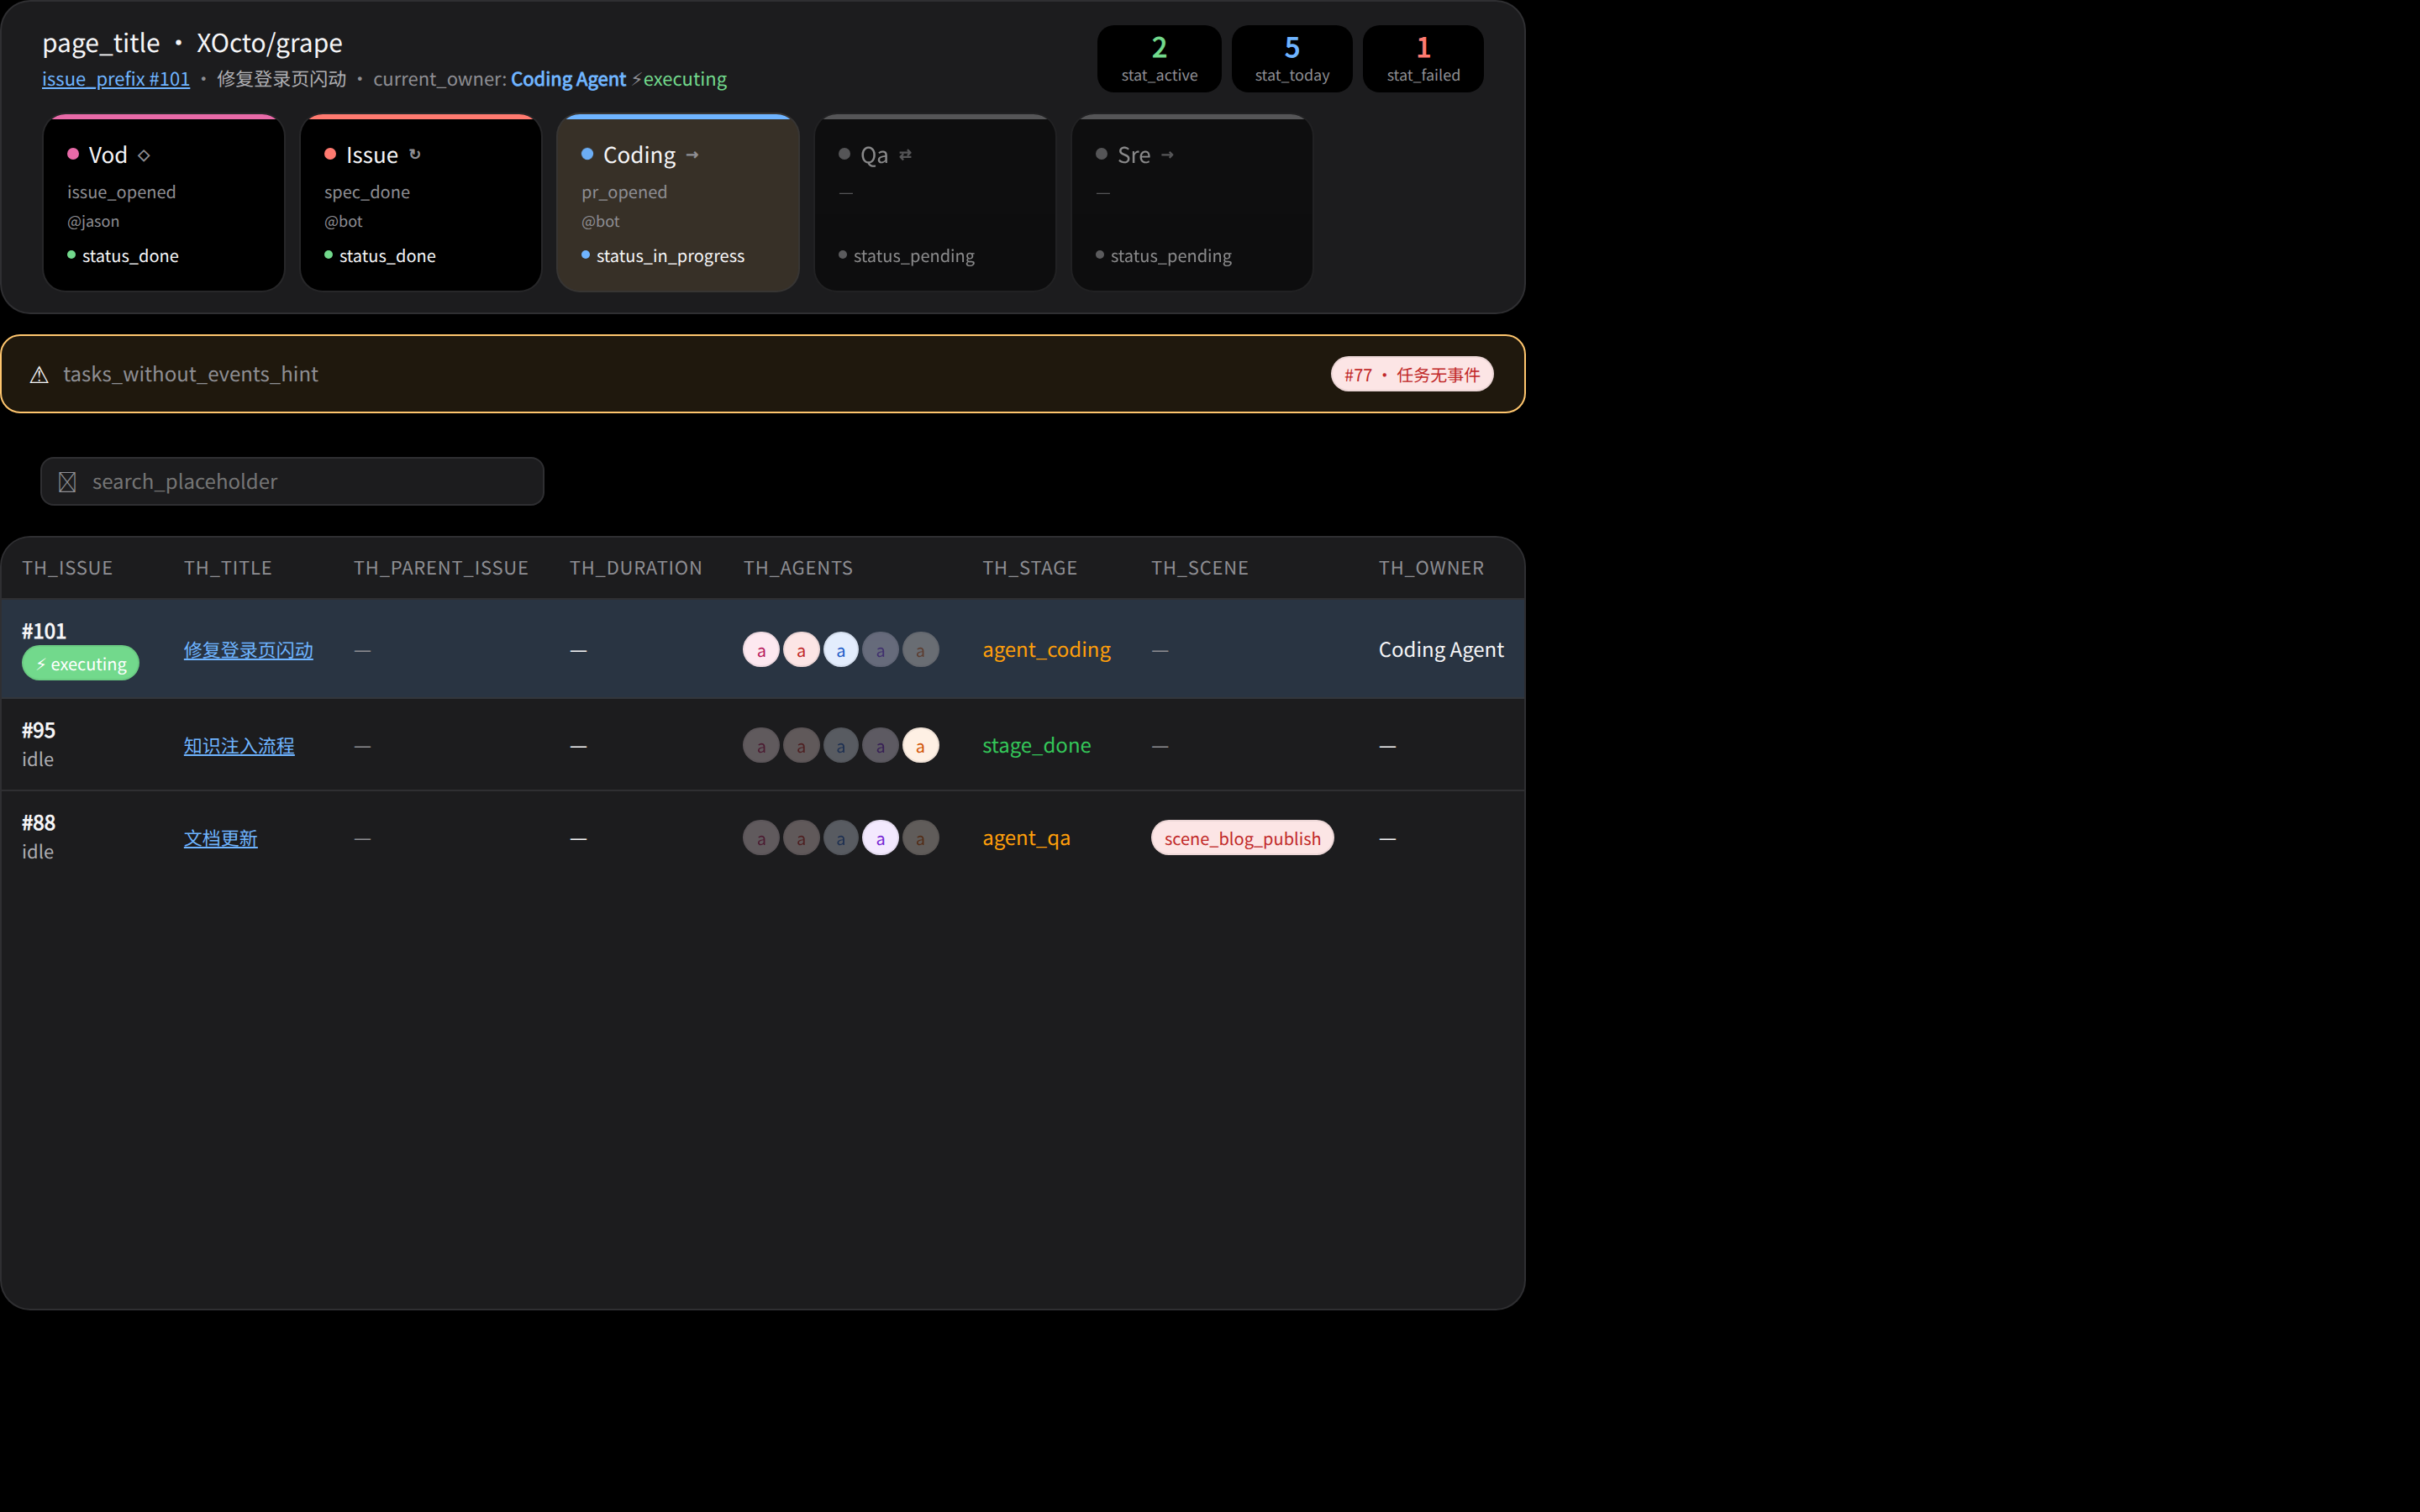 page_title • XOcto/grape
issue_prefix #101 • 修复登录页闪动 • current_owner: Coding Agent ⚡executing
2
stat_active
5
stat_today
1
stat_failed
Vod ◇
issue_opened
@jason
status_done
Issue ↻
spec_done
@bot
status_done
Coding →
pr_opened
@bot
status_in_progress
Qa ⇄
—
status_pending
Sre →
—
status_pending
⚠ tasks_without_events_hint
#77 • 任务无事件
search_placeholder
TH_ISSUE TH_TITLE TH_PARENT_ISSUE TH_DURATION TH_AGENTS TH_STAGE TH_SCENE TH_OWNER
#101
⚡ executing
修复登录页闪动 — — a a a a a agent_coding — Coding Agent
#95
idle
知识注入流程 — — a a a a a stage_done — —
#88
idle
文档更新 — — a a a a a agent_qa scene_blog_publish —